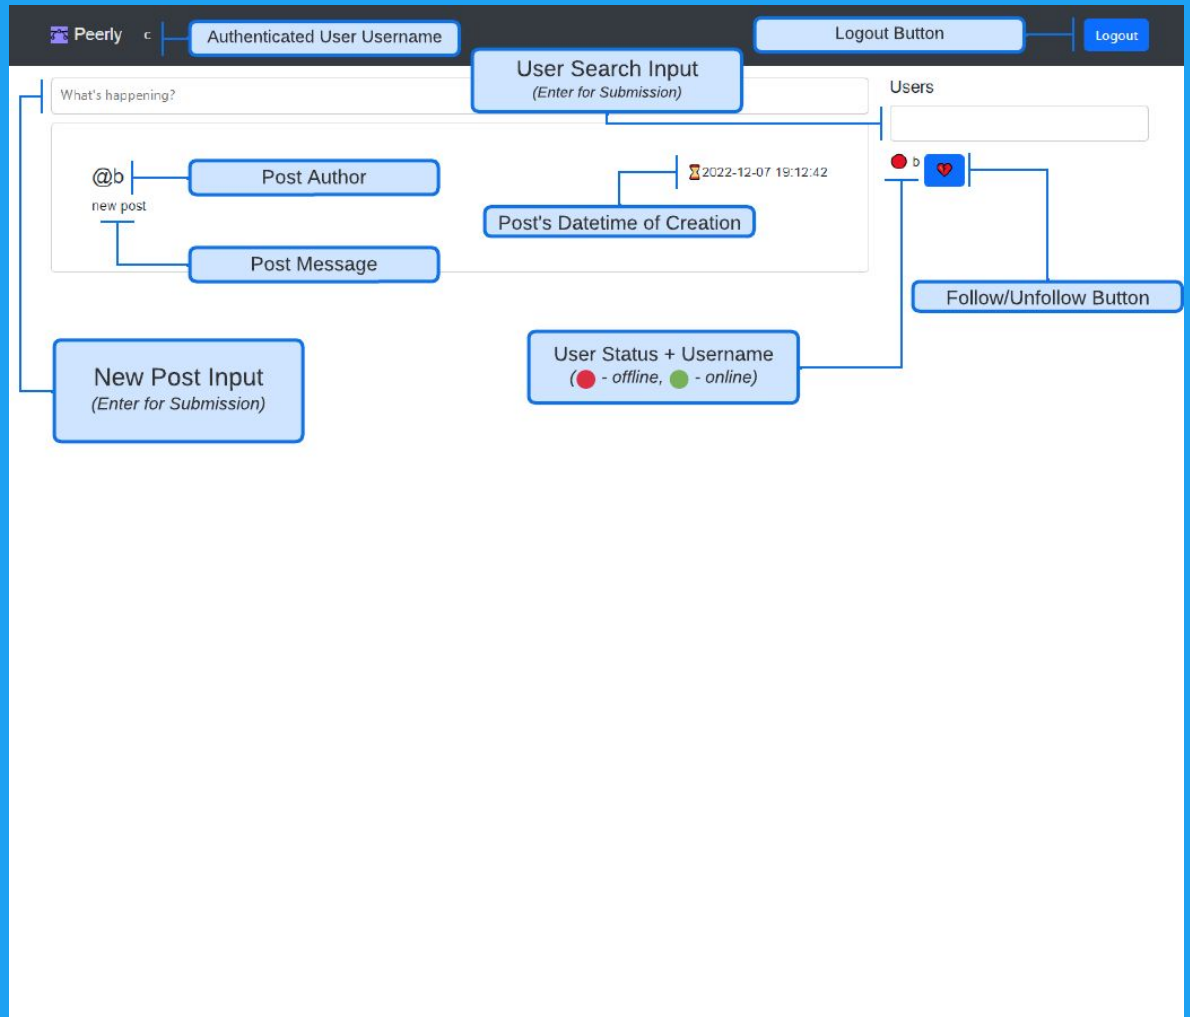 Peerly
c
Authenticated User Username
Logout Button
Logout
User Search Input
(Enter for Submission)
What's happening?
Users
@b
Post Author
2022-12-07 19:12:42
b
new post
Post's Datetime of Creation
Post Message
Follow/Unfollow Button
User Status + Username
( - offline, - online)
New Post Input
(Enter for Submission)